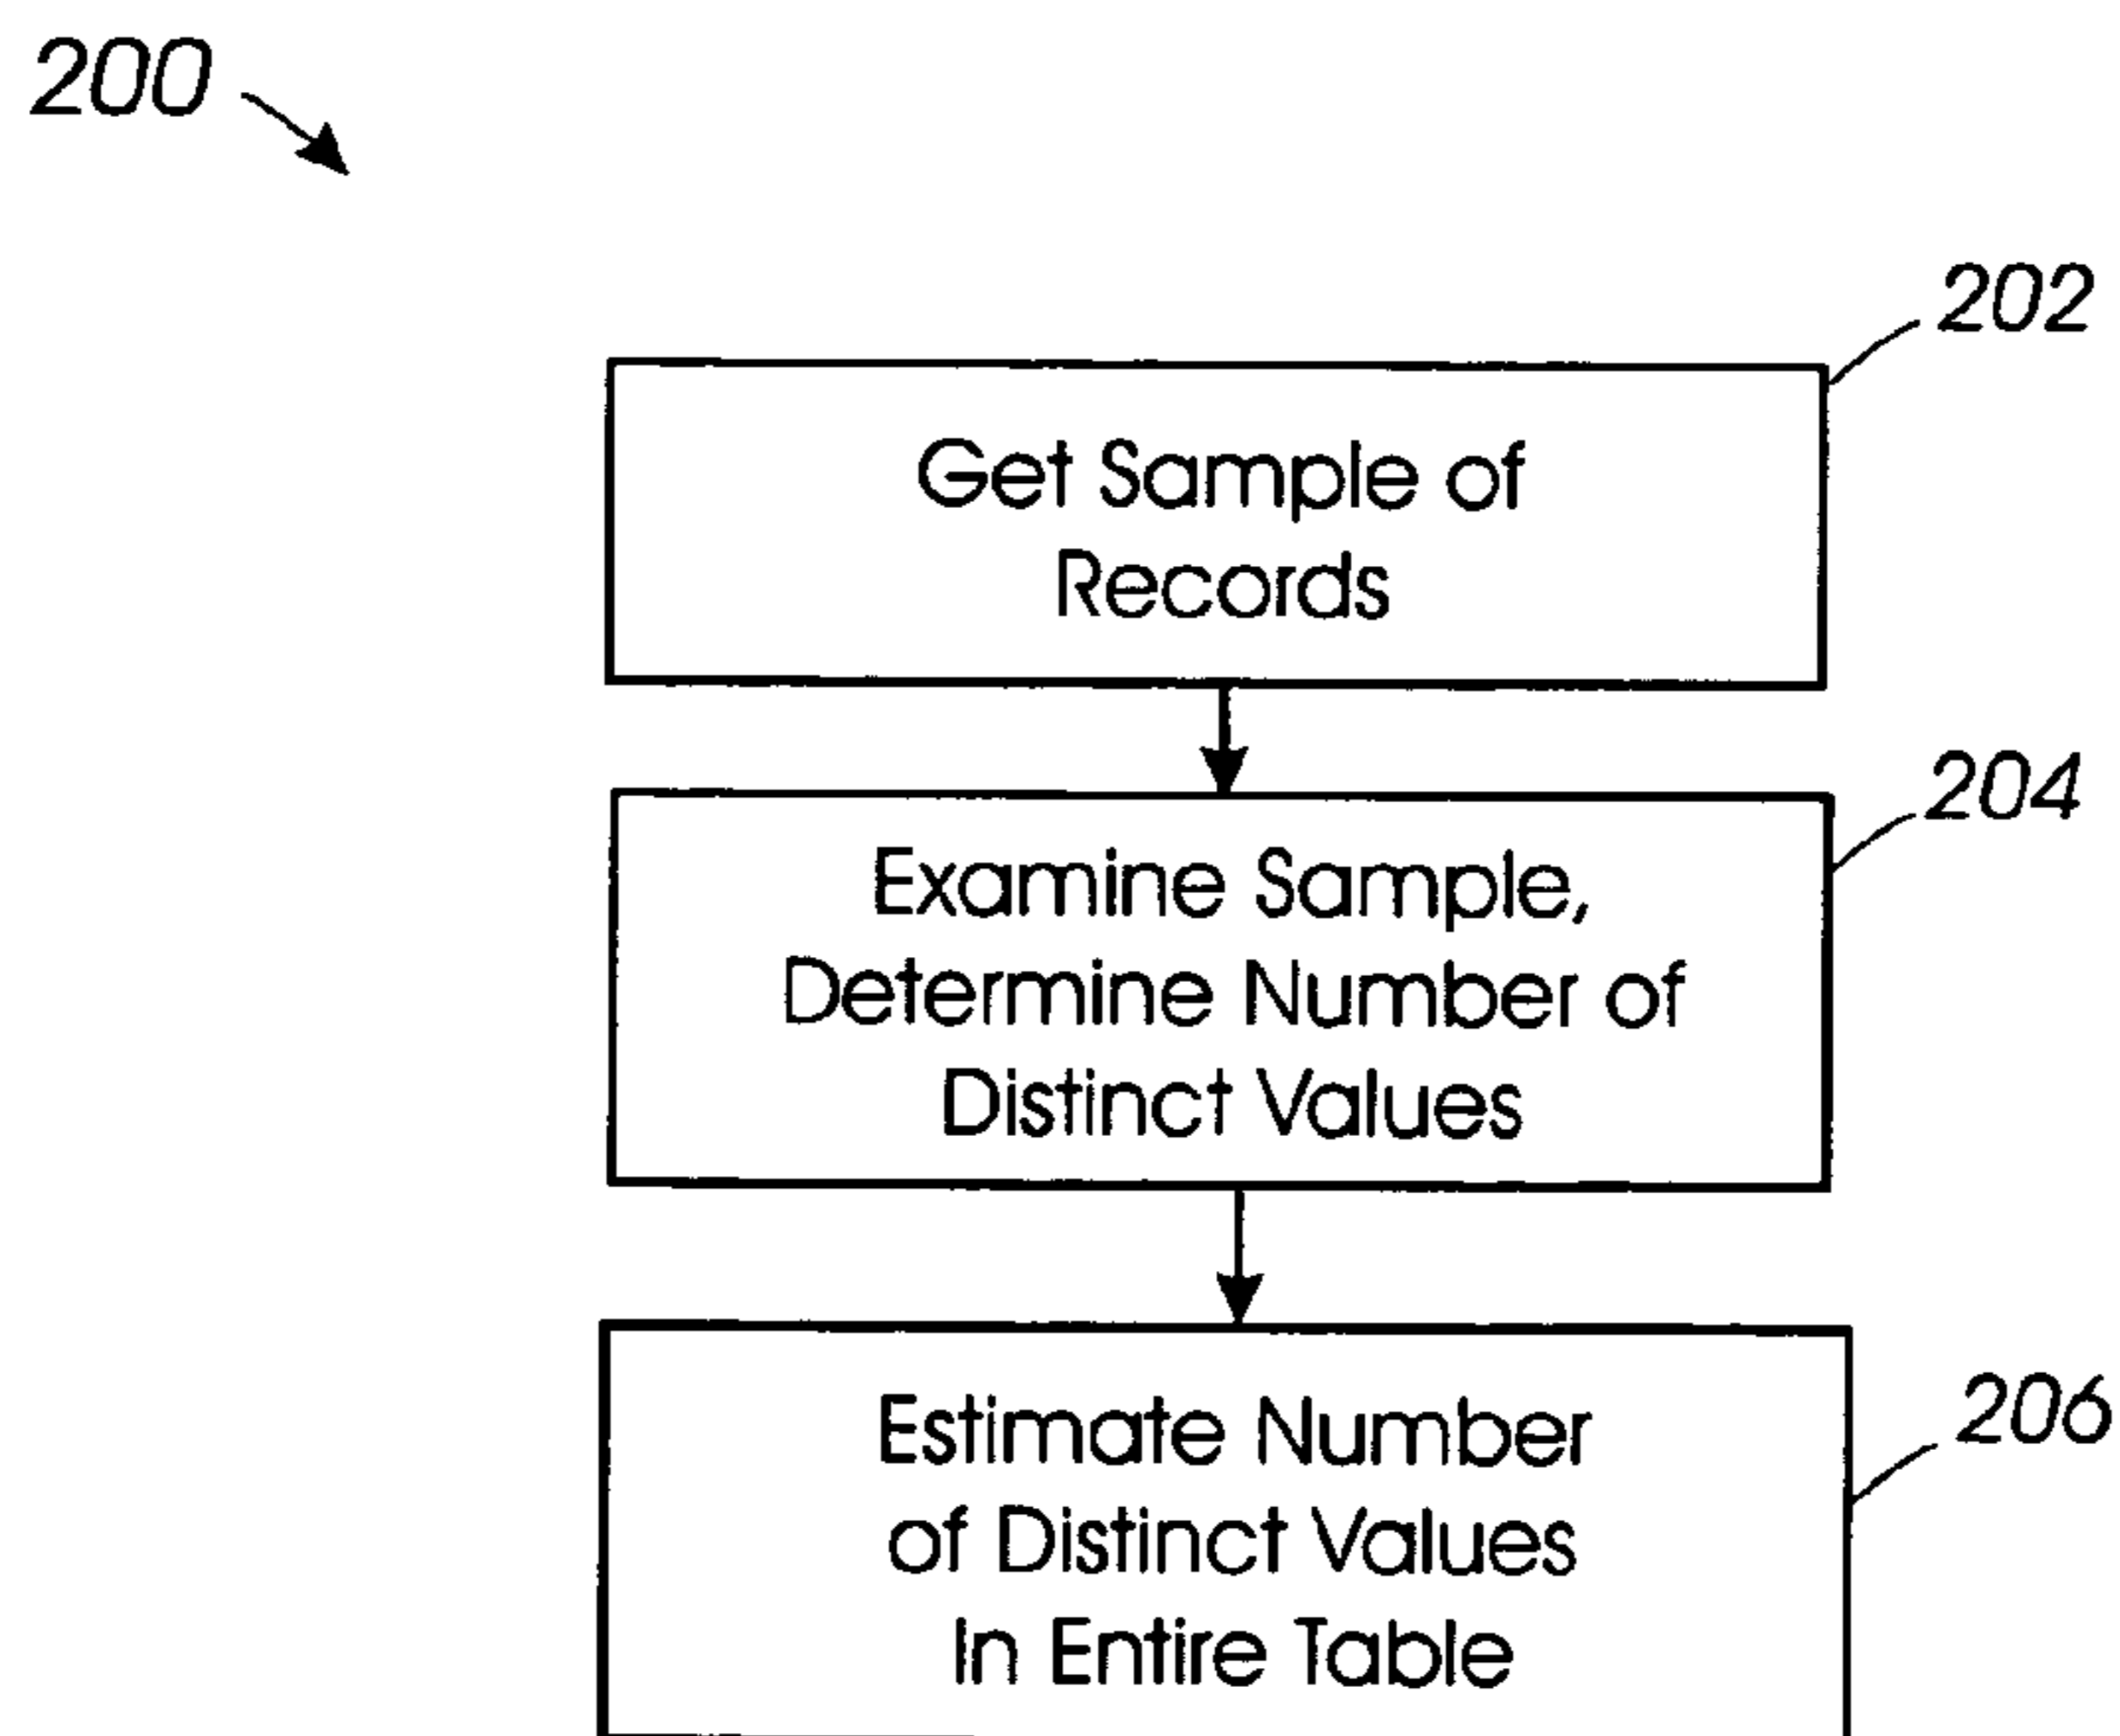 200
202
Get Sample of
Records
204
Examine Sample,
Determine Number of
Distinct Values
206
Estimate Number
of Distinct Values
In Entire Table